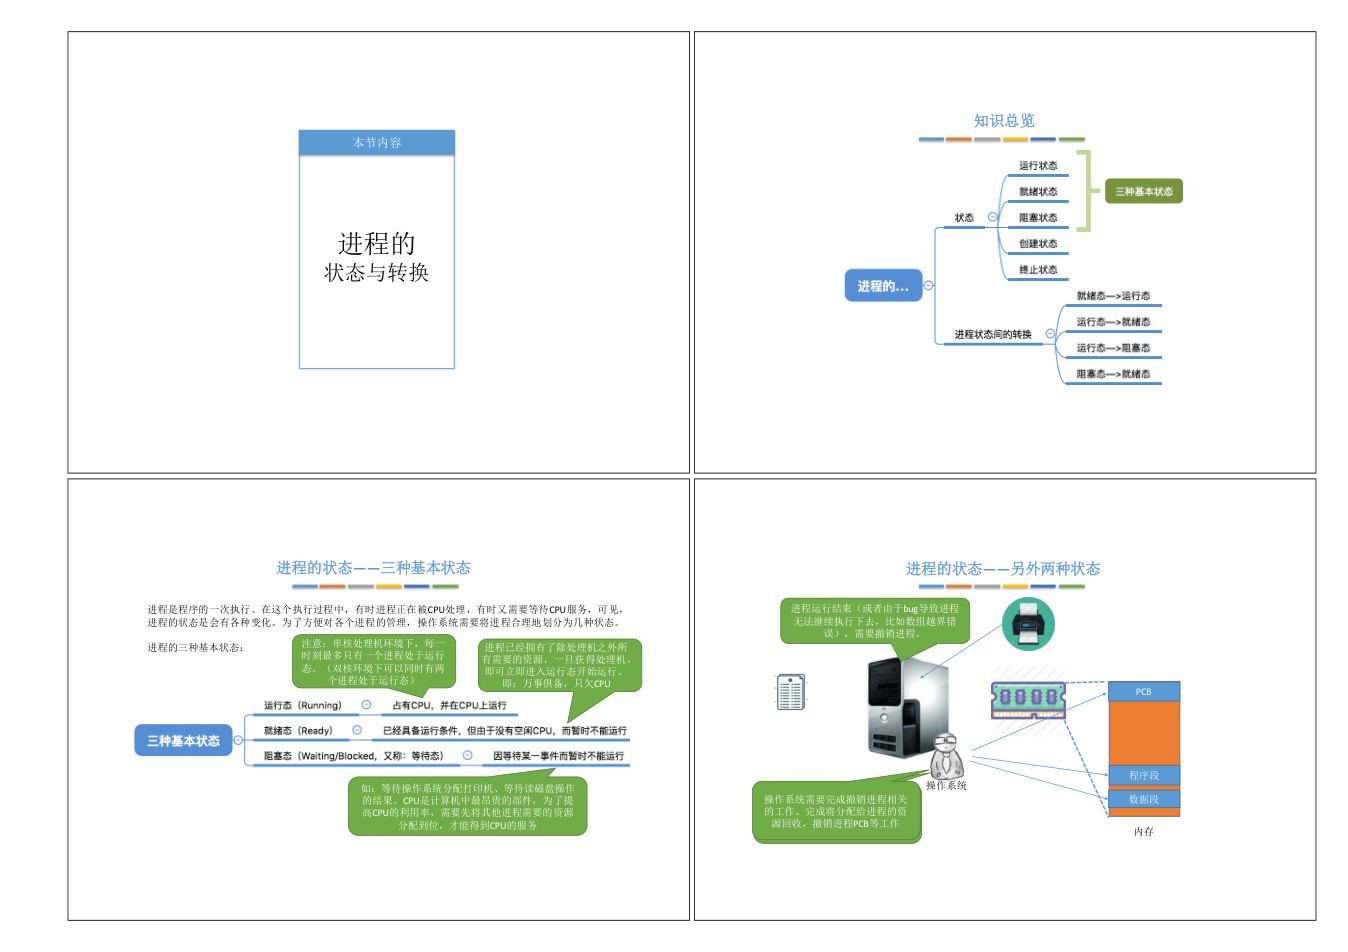 本节内容
进程的
状态与转换
知识总览
运行状态
就绪状态
三种基本状态
状态
阻塞状态
创建状态
终止状态
进程的...
就绪态—>运行态
运行态—>就绪态
进程状态间的转换
运行态—>阻塞态
阻塞态—>就绪态
进程的状态——三种基本状态
进程是程序的一次执行。在这个执行过程中，有时进程正在被CPU处理，有时又需要等待CPU服务，可见，
进程的状态是会有各种变化。为了方便对各个进程的管理，操作系统需要将进程合理地划分为几种状态。
进程的三种基本状态：
注意：单核处理机环境下，每一
时刻最多只有一个进程处于运行
态。（双核环境下可以同时有两
个进程处于运行态）
进程已经拥有了除处理机之外所
有需要的资源，一旦获得处理机，
即可立即进入运行态开始运行。
即：万事俱备，只欠CPU
运行态（Running）
占有CPU，并在CPU上运行
三种基本状态
就绪态（Ready）
已经具备运行条件，但由于没有空闲CPU，而暂时不能运行
阻塞态（Waiting/Blocked，又称：等待态）
因等待某一事件而暂时不能运行
如：等待操作系统分配打印机、等待读磁盘操作
的结果。CPU是计算机中最昂贵的部件，为了提
高CPU的利用率，需要先将其他进程需要的资源
分配到位，才能得到CPU的服务
进程的状态——另外两种状态
进程运行结束（或者由于bug导致进程
无法继续执行下去，比如数组越界错
误），需要撤销进程。
PCB
程序段
数据段
内存
操作系统
操作系统需要完成撤销进程相关
的工作。完成将分配给进程的资
源回收，撤销进程PCB等工作